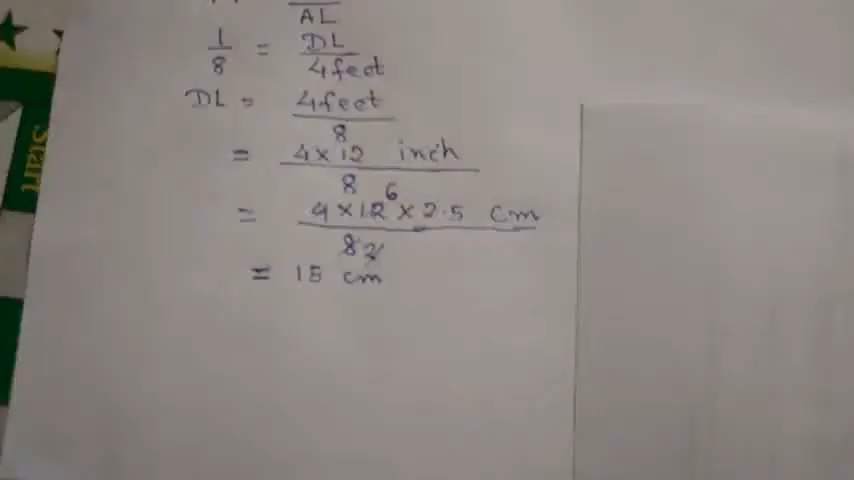 AL
1/8 = DL/4feet
DL = 4feet/8
= 4×12 inch/8
= 4×12 6 ×2.5 cm/8 2
= 15 cm
Start